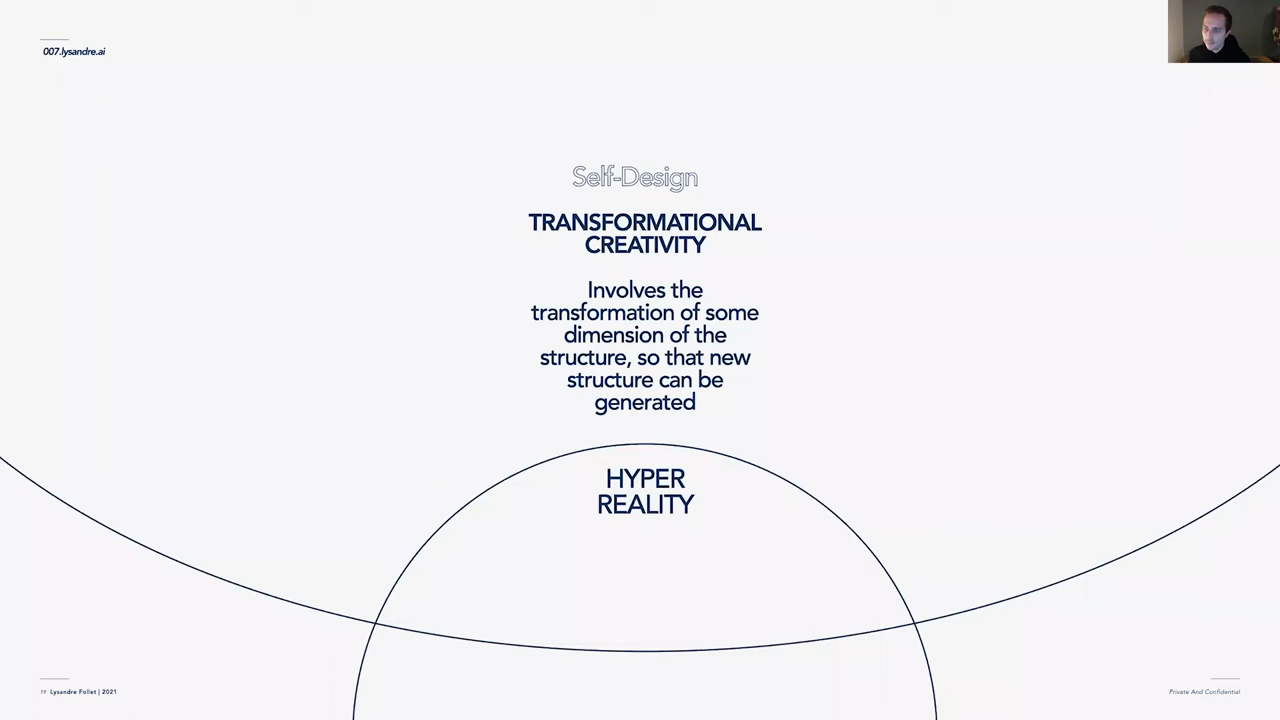 007.lysandre.ai
Self-Design
TRANSFORMATIONAL
CREATIVITY
Involves the
transformation of some
dimension of the
structure, so that new
structure can be
generated
HYPER
REALITY
19 Lysandre Follet | 2021
Private And Confidential